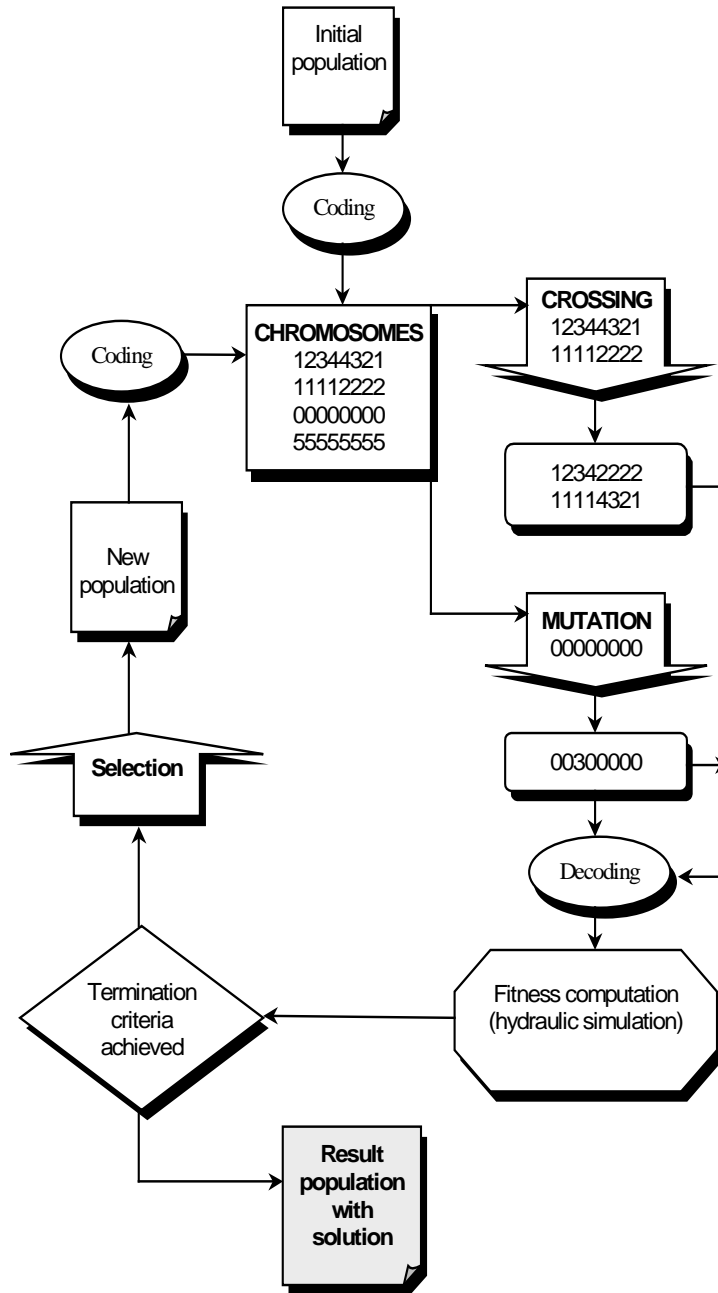 Initial
population
Coding
CHROMOSOMES
12344321
11112222
00000000
55555555
CROSSING
12344321
11112222
12342222
11114321
Coding
New
population
MUTATION
00000000
00300000
Selection
Decoding
Fitness computation
(hydraulic simulation)
Termination
criteria
achieved
Result
population
with
solution